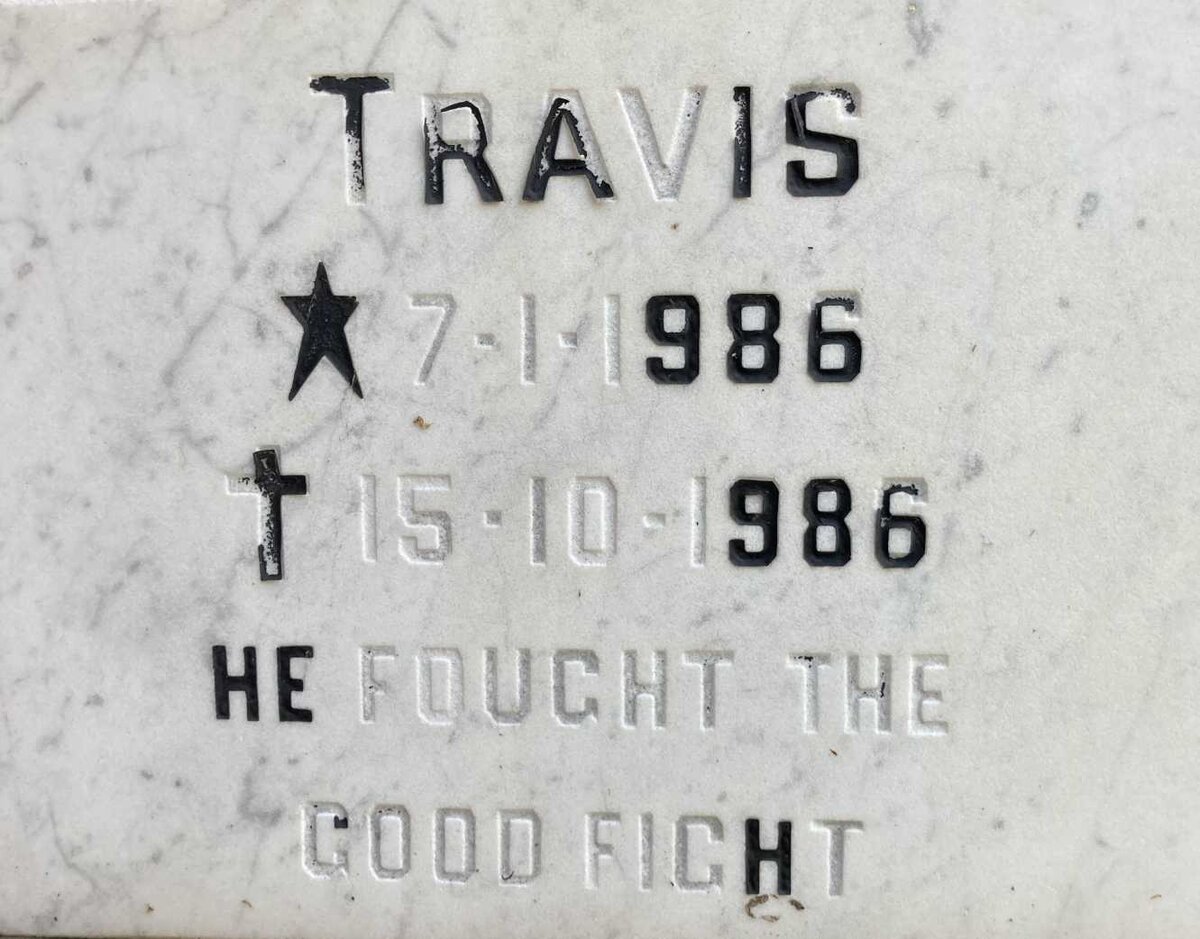 TRAVIS
★ 7-1-1986
✝ 15-10-1986
HE FOUGHT THE
GOOD FIGHT